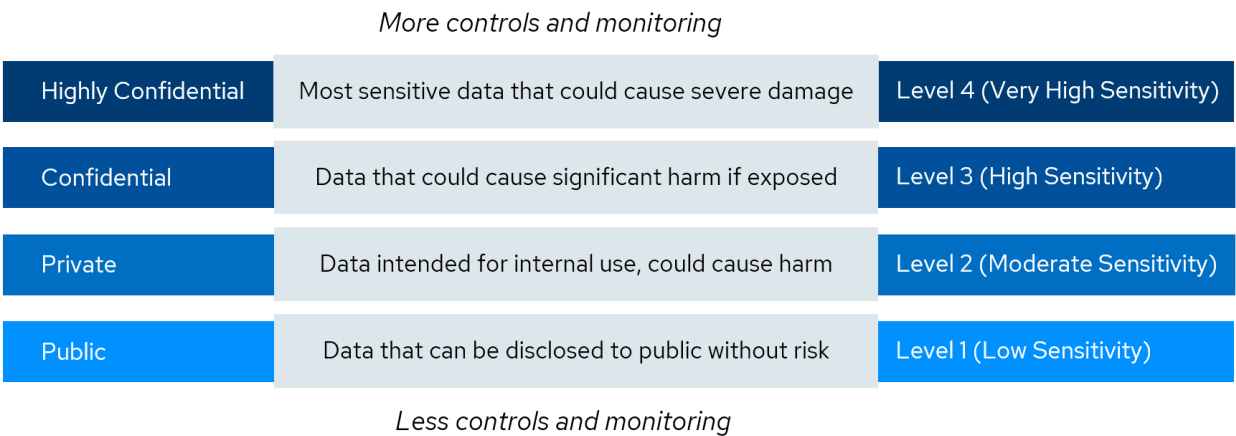 More controls and monitoring
Highly Confidential Most sensitive data that could cause severe damage Level 4 (Very High Sensitivity)
Confidential Data that could cause significant harm if exposed Level 3 (High Sensitivity)
Private Data intended for internal use, could cause harm Level 2 (Moderate Sensitivity)
Public Data that can be disclosed to public without risk Level 1 (Low Sensitivity)
Less controls and monitoring